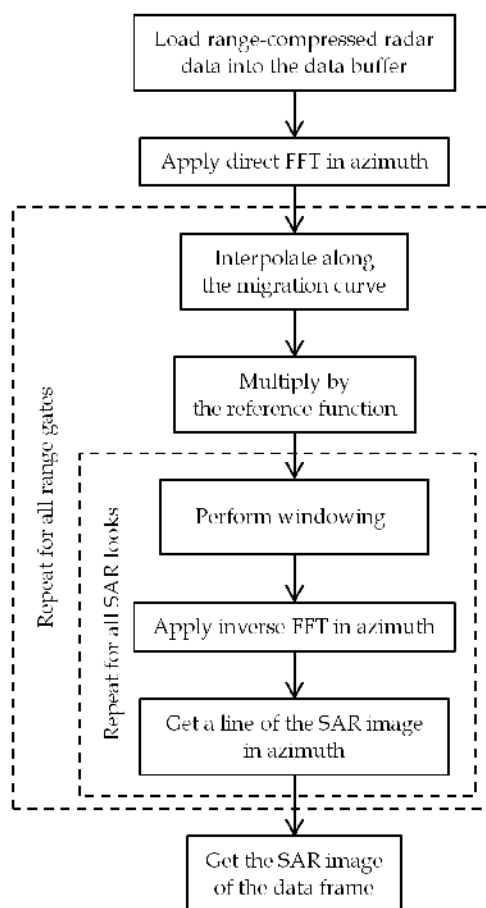 Load range-compressed radar
data into the data buffer
Apply direct FFT in azimuth
Repeat for all range gates
Interpolate along
the migration curve
Multiply by
the reference function
Repeat for all SAR looks
Perform windowing
Apply inverse FFT in azimuth
Get a line of the SAR image
in azimuth
Get the SAR image
of the data frame